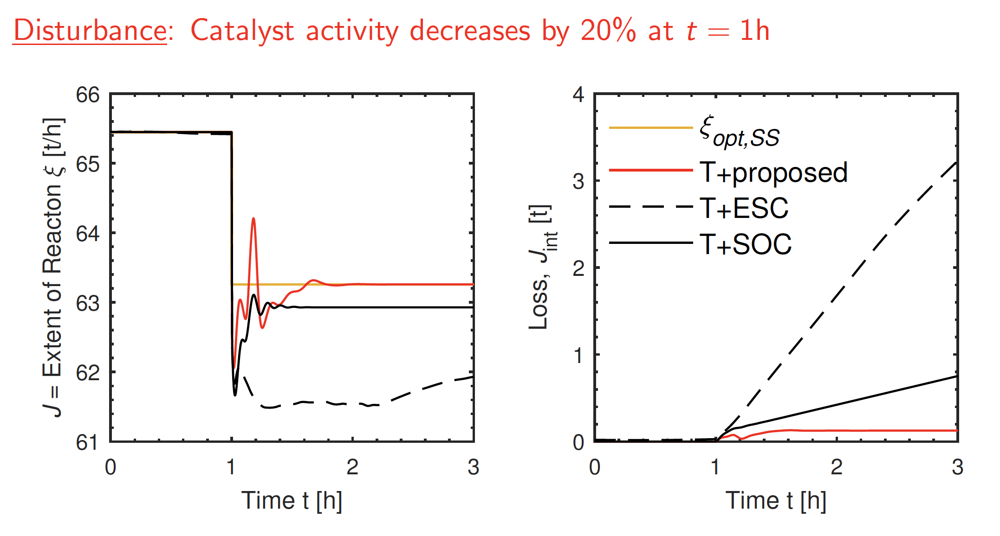 Disturbance: Catalyst activity decreases by 20% at t = 1h
J = Extent of Reacton ξ [t/h]
66
65
64
63
62
61
0 1 2 3
Time t [h]
Loss, J_int [t]
4
3
2
1
0
ξ_opt,SS
T+proposed
T+ESC
T+SOC
0 1 2 3
Time t [h]